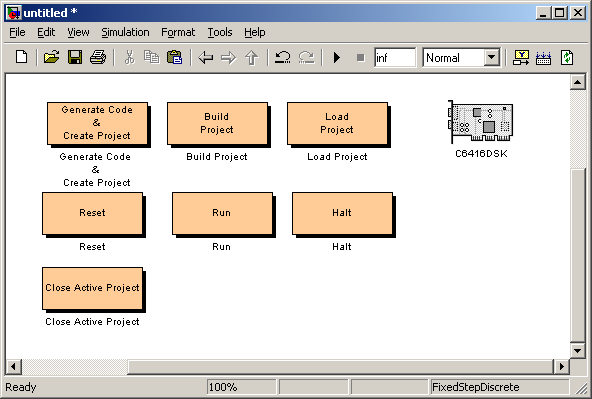 untitled *
File Edit View Simulation Format Tools Help
inf Normal
Generate Code
&
Create Project
Build
Project
Load
Project
Generate Code
&
Create Project
Build Project
Load Project
C6416DSK
Reset
Run
Halt
Reset
Run
Halt
Close Active Project
Close Active Project
Ready 100% FixedStepDiscrete